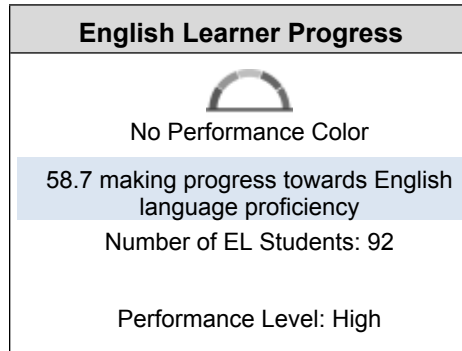 English Learner Progress
No Performance Color
58.7 making progress towards English
language proficiency
Number of EL Students: 92
Performance Level: High